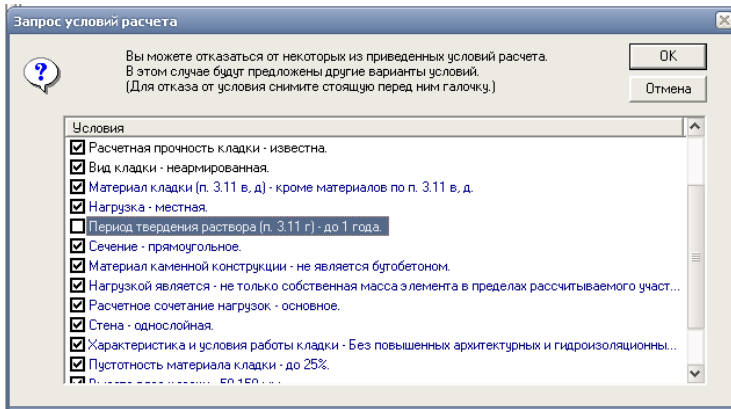 Запрос условий расчета
Вы можете отказаться от некоторых из приведенных условий расчета.
В этом случае будут предложены другие варианты условий.
(Для отказа от условия снимите стоящую перед ним галочку.)
OK
Отмена
Условия
Расчетная прочность кладки - известна.
Вид кладки - неармированная.
Материал кладки (п. 3.11 в, д) - кроме материалов по п. 3.11 в, д.
Нагрузка - местная.
Период твердения раствора (п. 3.11 г) - до 1 года.
Сечение - прямоугольное.
Материал каменной конструкции - не является бутобетоном.
Нагрузкой является - не только собственная масса элемента в пределах рассчитываемого участ...
Расчетное сочетание нагрузок - основное.
Стена - однослойная.
Характеристика и условия работы кладки - Без повышенных архитектурных и гидроизоляционны...
Пустотность материала кладки - до 25%.